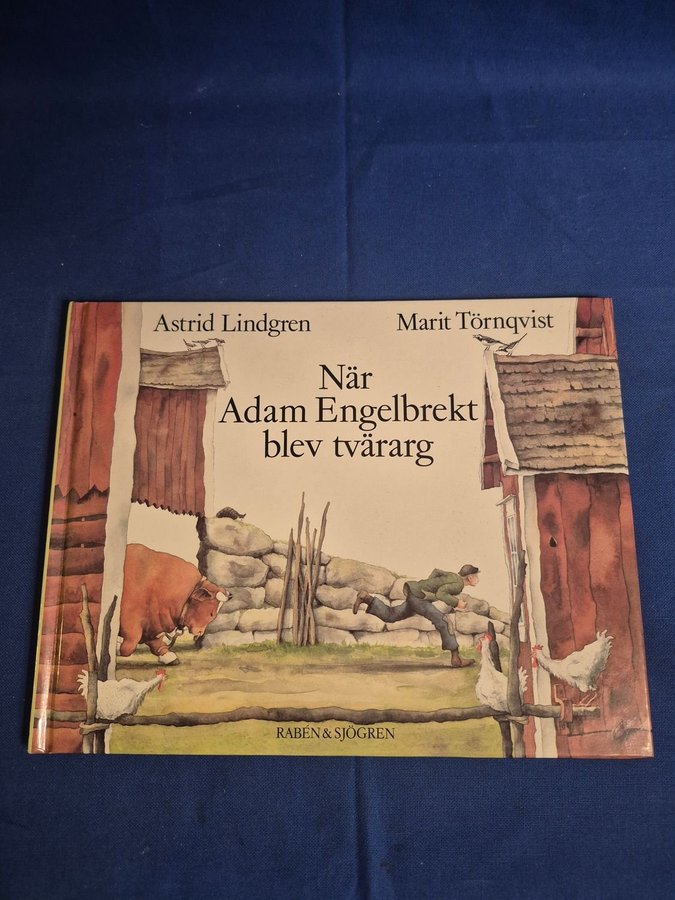 Astrid Lindgren
Marit Törnqvist
När
Adam Engelbrekt
blev tvärarg
RABÉN & SJÖGREN